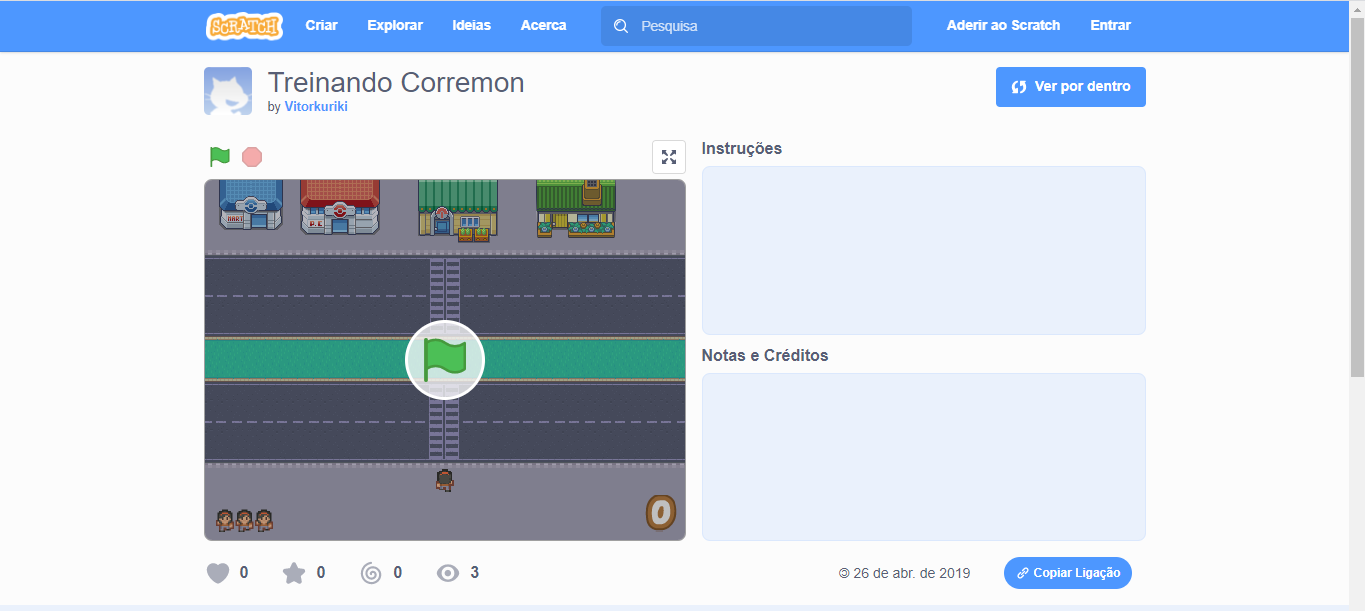 SCRATCH Criar Explorar Ideias Acerca Pesquisa Aderir ao Scratch Entrar
Treinando Corremon
by Vitorkuriki
Ver por dentro
Instruções
MART P.C
Notas e Créditos
0
0 0 0 3 26 de abr. de 2019 Copiar Ligação